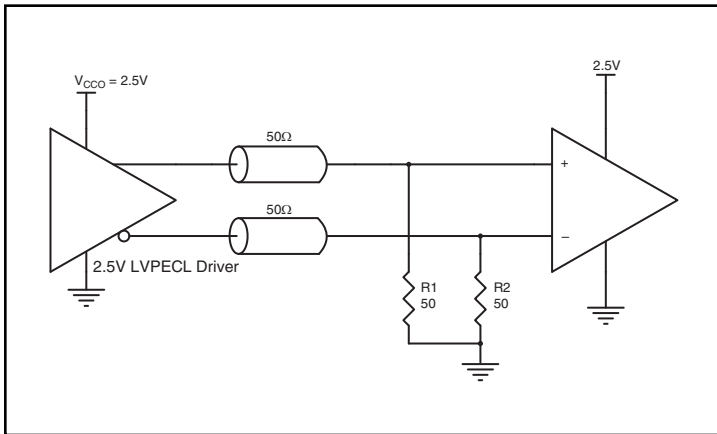 V_CCO = 2.5V
2.5V
50Ω
50Ω
+
−
2.5V LVPECL Driver
R1
50
R2
50